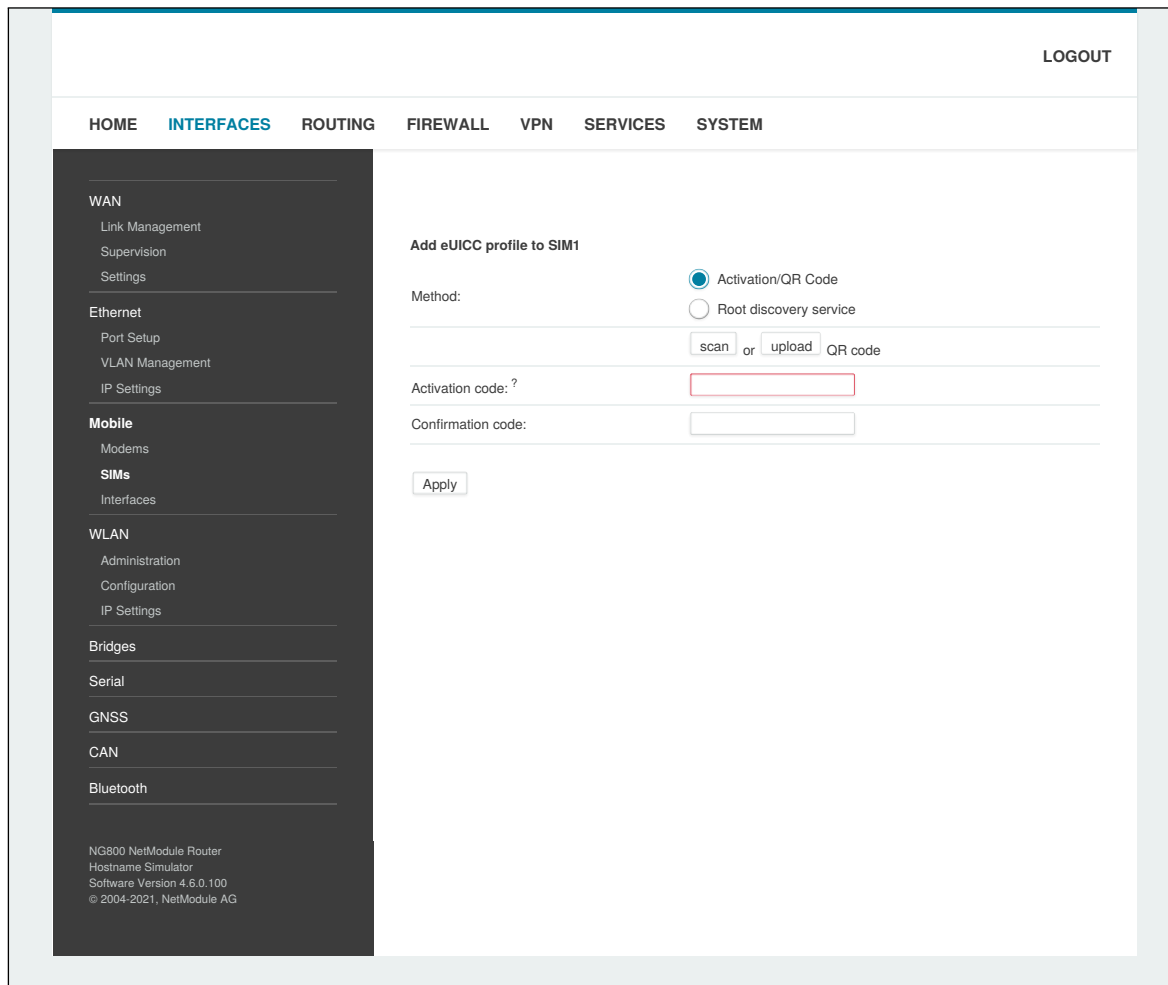 LOGOUT
HOME INTERFACES ROUTING FIREWALL VPN SERVICES SYSTEM
WAN
Link Management
Supervision
Settings
Ethernet
Port Setup
VLAN Management
IP Settings
Mobile
Modems
SIMs
Interfaces
WLAN
Administration
Configuration
IP Settings
Bridges
Serial
GNSS
CAN
Bluetooth
NG800 NetModule Router
Hostname Simulator
Software Version 4.6.0.100
© 2004-2021, NetModule AG
Add eUICC profile to SIM1
Method:
Activation/QR Code
Root discovery service
scan or upload QR code
Activation code: ?
Confirmation code:
Apply